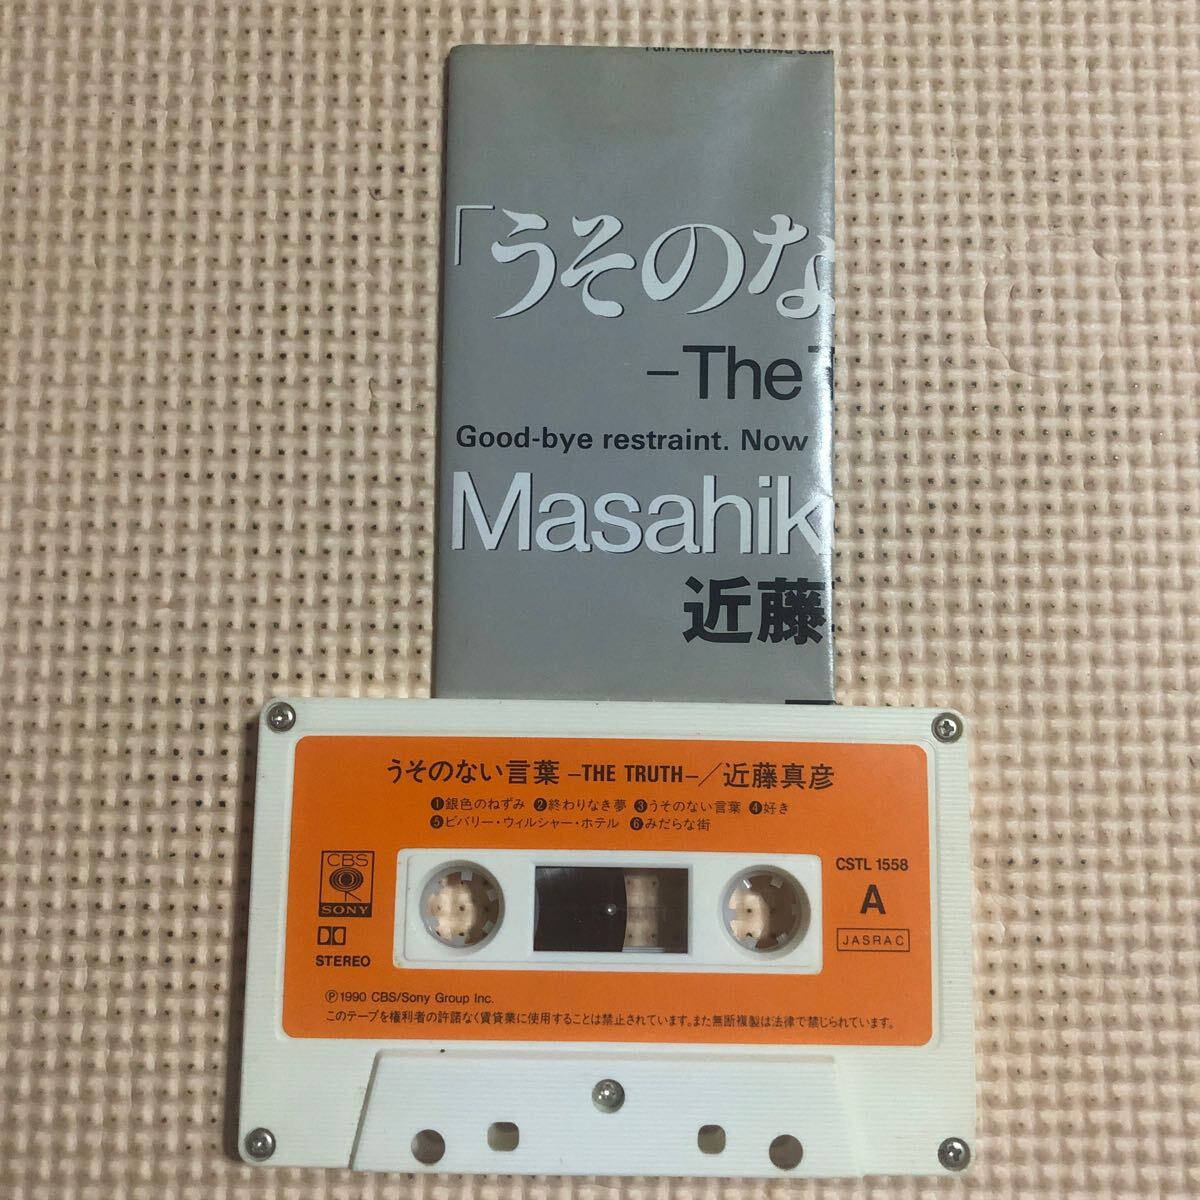 Yuri Akimoto (Sunwa Stud
「うそのな
-The
Good-bye restraint. Now
Masahik
近藤
うそのない言葉 -THE TRUTH-／近藤真彦
❶銀色のねずみ ❷終わりなき夢 ❸うそのない言葉 ❹好き
❺ビバリー・ウィルシャー・ホテル ❻みだらな街
CBS
SONY
STEREO
CSTL 1558
A
JASRAC
Ⓟ1990 CBS/Sony Group Inc.
このテープを権利者の許諾なく賃貸業に使用することは禁止されています。また無断複製は法律で禁じられています。